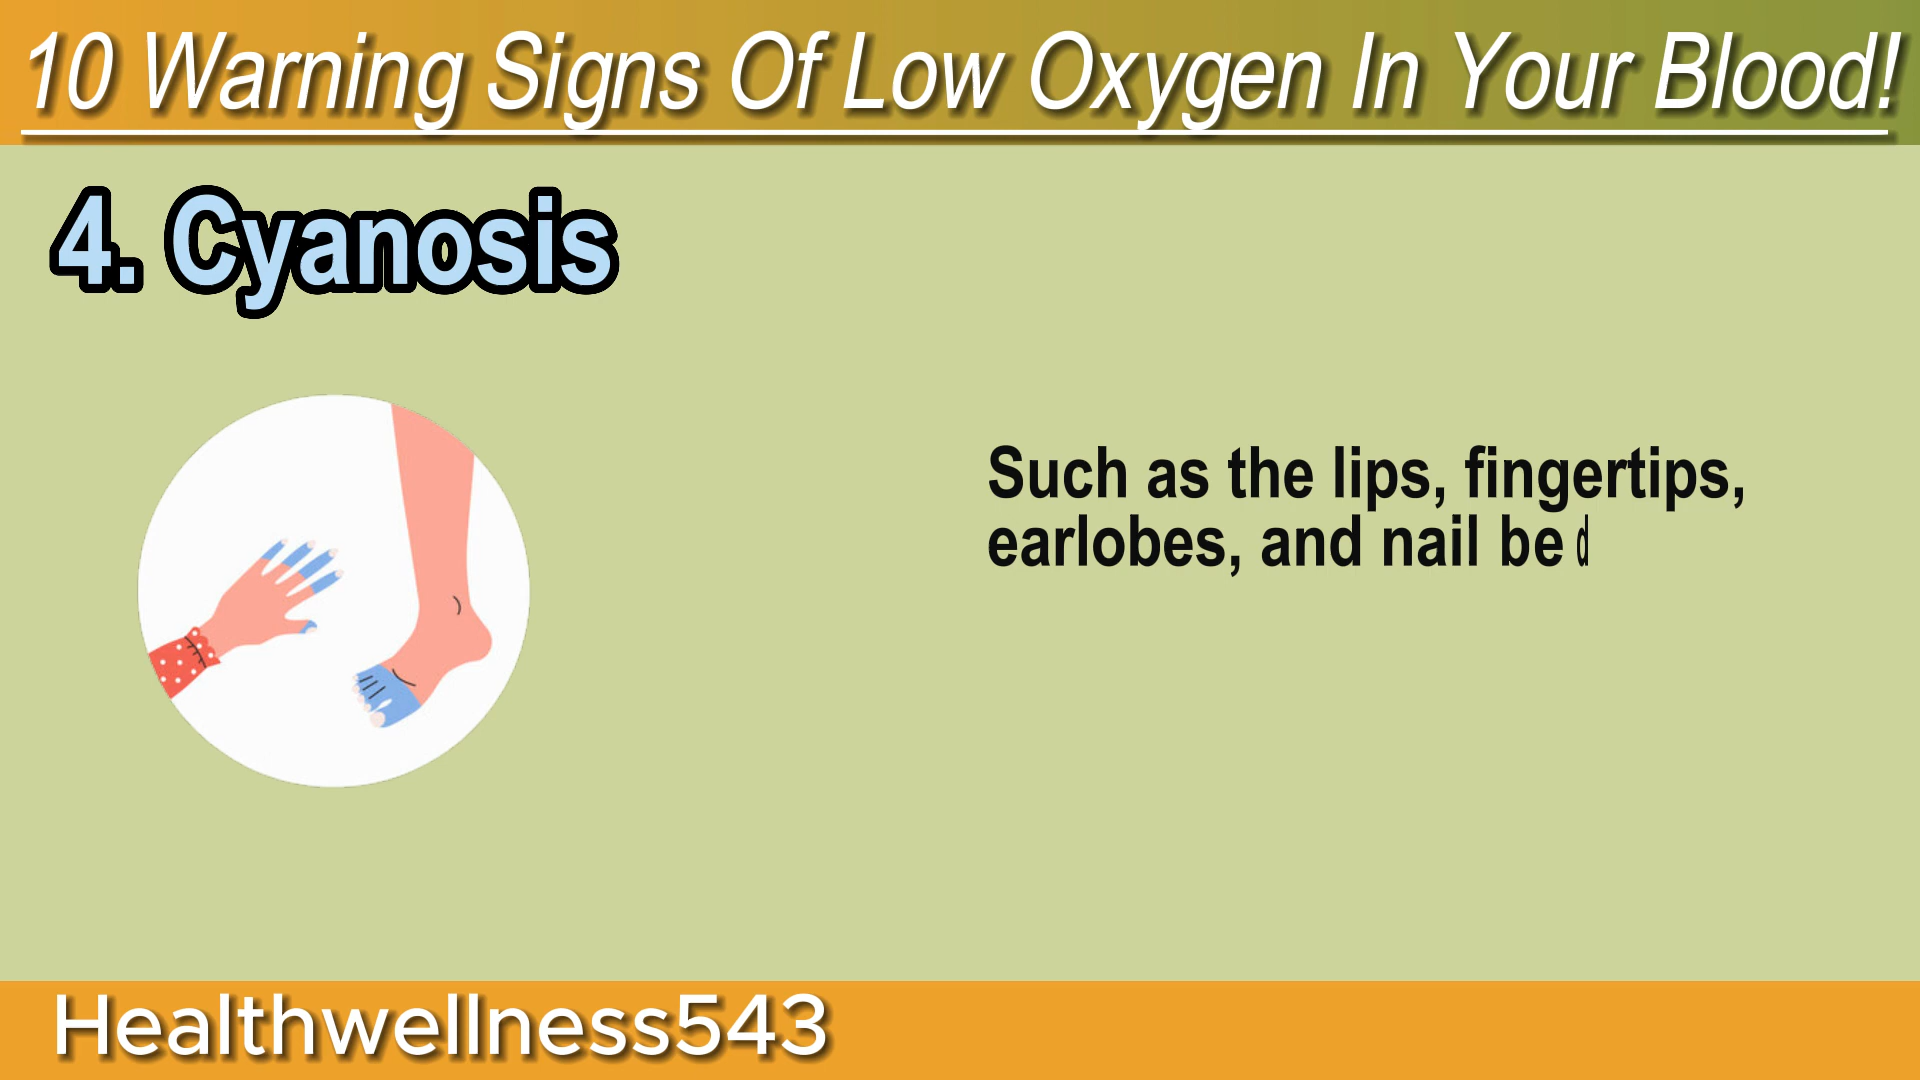 10 Warning Signs Of Low Oxygen In Your Blood!
4. Cyanosis
Such as the lips, fingertips,
earlobes, and nail bed
Healthwellness543